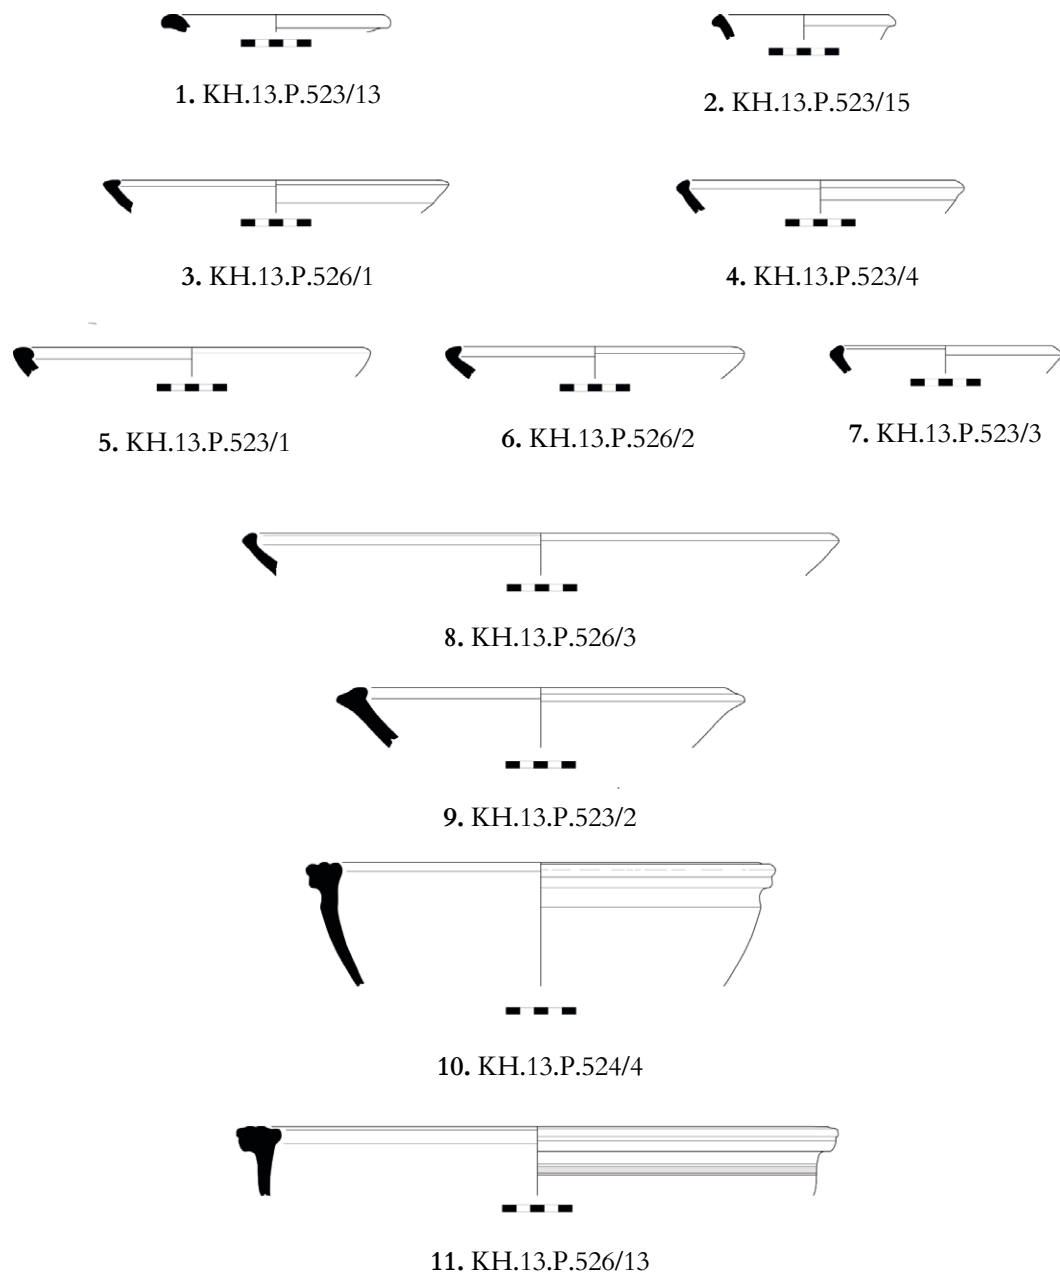 1. KH.13.P.523/13
2. KH.13.P.523/15
3. KH.13.P.526/1
4. KH.13.P.523/4
5. KH.13.P.523/1
6. KH.13.P.526/2
7. KH.13.P.523/3
8. KH.13.P.526/3
9. KH.13.P.523/2
10. KH.13.P.524/4
11. KH.13.P.526/13